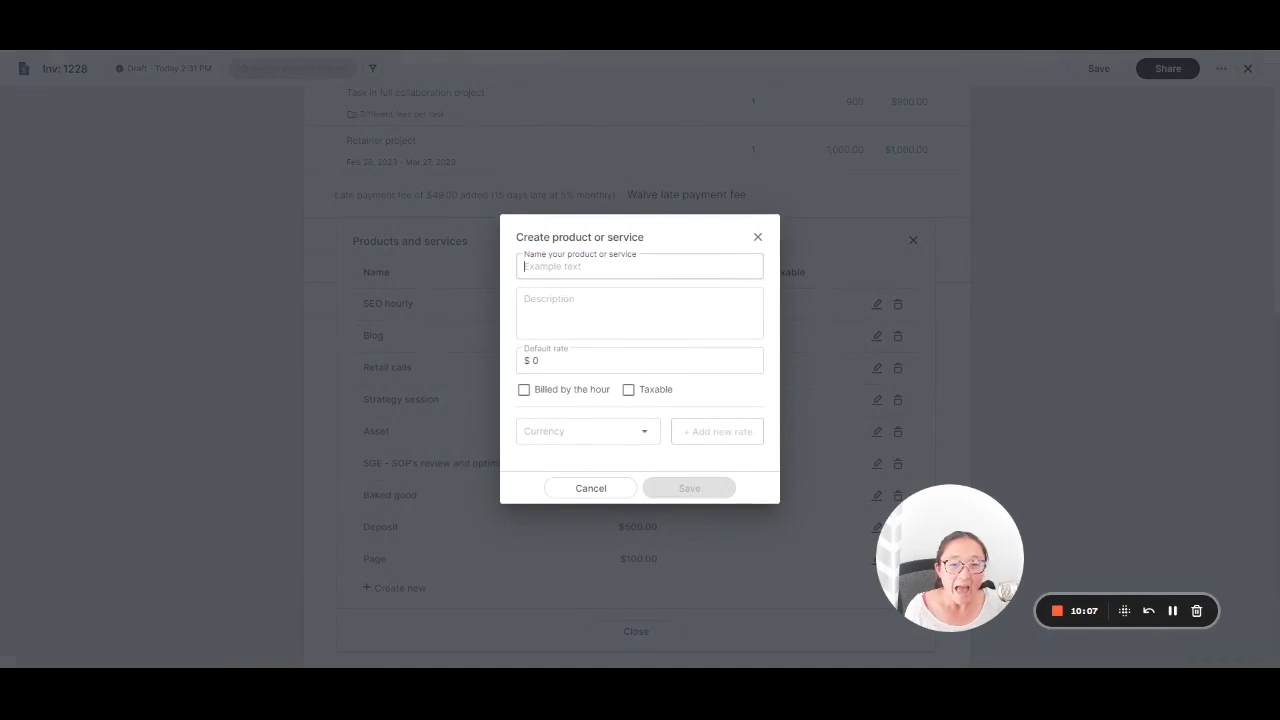 Inv: 1228 Draft - Today 2:31 PM Save Share
Task in full collaboration project 1 900 $900.00
Different fees per task
Retainer project 1 1,000.00 $1,000.00
Feb 28, 2023 - Mar 27, 2023
Late payment fee of $49.00 added (15 days late at 5% monthly) Waive late payment fee
Products and services
Name
SEO hourly
Blog
Retail calls
Strategy session
Asset
SGE - SOP's review and
Baked good
Deposit $500.00
Page $100.00
+ Create new
Close
Create product or service
Name your product or service
Example text
Description
Default rate
$ 0
Billed by the hour Taxable
Currency + Add new rate
Cancel Save
10:07